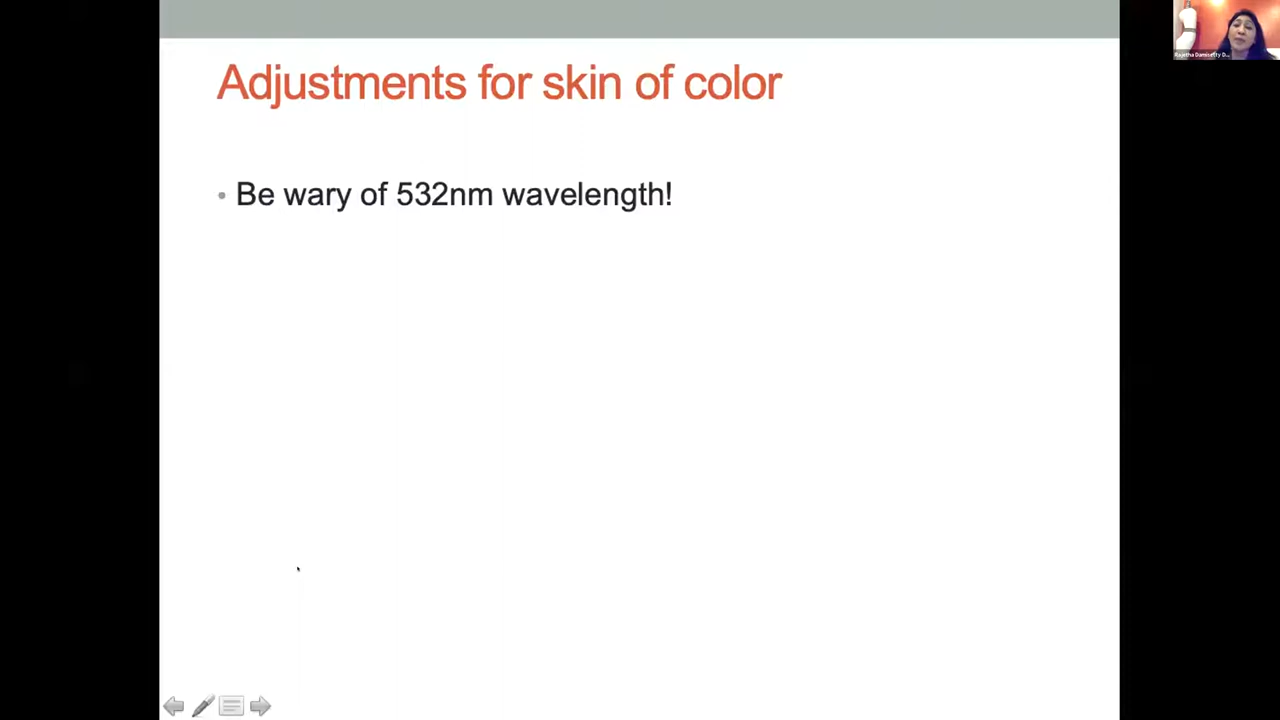 Adjustments for skin of color
• Be wary of 532nm wavelength!